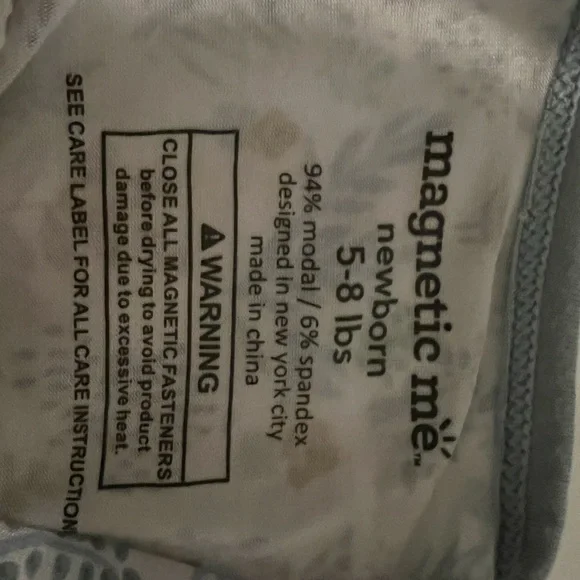 magnetic me™
newborn
5-8 lbs
94% modal / 6% spandex
designed in new york city
made in china
⚠ WARNING
CLOSE ALL MAGNETIC FASTENERS
before drying to avoid product
damage due to excessive heat.
SEE CARE LABEL FOR ALL CARE INSTRUCTION